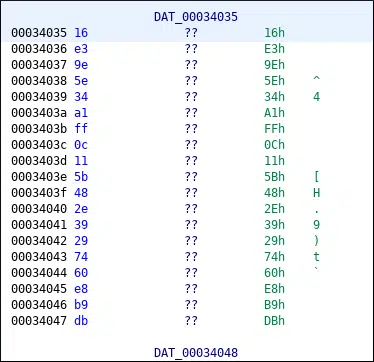 DAT_00034035
00034035 16 ?? 16h
00034036 e3 ?? E3h
00034037 9e ?? 9Eh
00034038 5e ?? 5Eh ^
00034039 34 ?? 34h 4
0003403a a1 ?? A1h
0003403b ff ?? FFh
0003403c 0c ?? 0Ch
0003403d 11 ?? 11h
0003403e 5b ?? 5Bh [
0003403f 48 ?? 48h H
00034040 2e ?? 2Eh .
00034041 39 ?? 39h 9
00034042 29 ?? 29h )
00034043 74 ?? 74h t
00034044 60 ?? 60h `
00034045 e8 ?? E8h
00034046 b9 ?? B9h
00034047 db ?? DBh
DAT_00034048